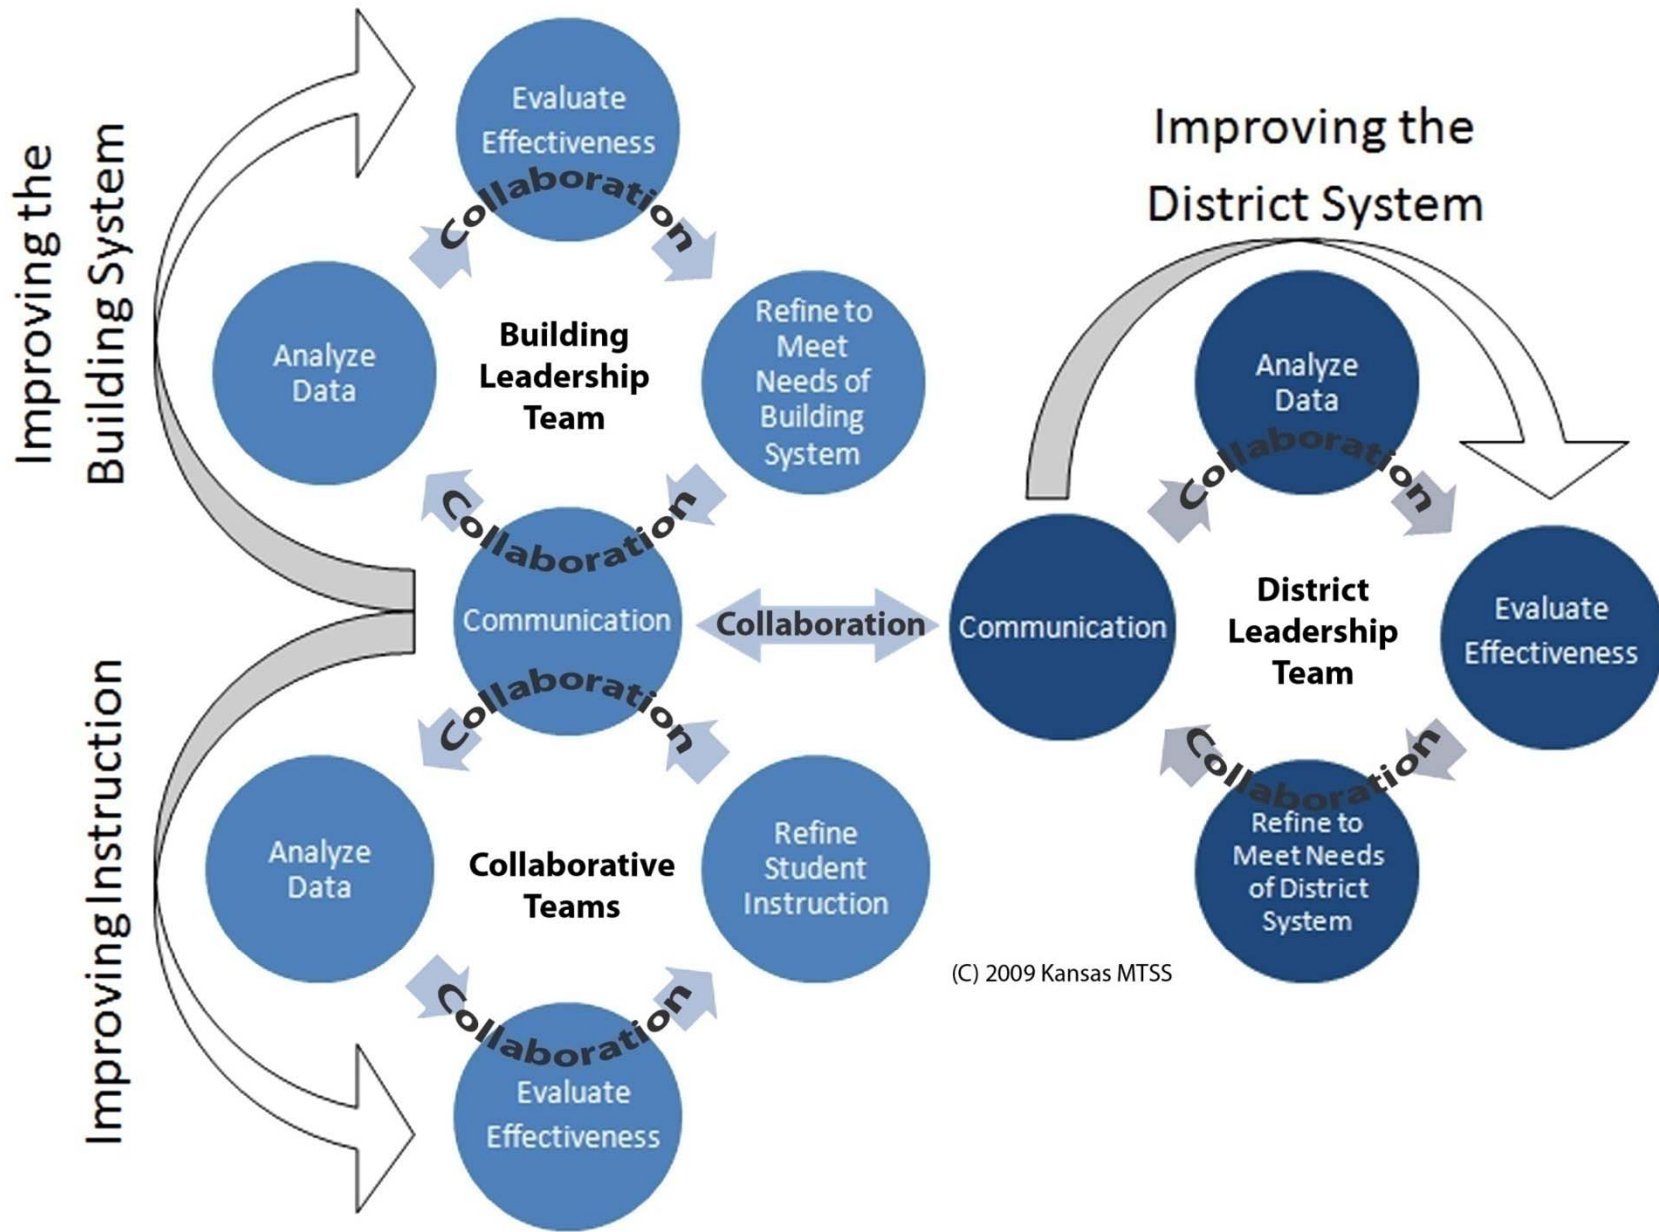 Improving the
Building System
Evaluate
Effectiveness
Collaboration
Analyze
Data
Building
Leadership
Team
Refine to
Meet
Needs of
Building
System
Collaboration
Communication
Collaboration
Improving Instruction
Analyze
Data
Collaborative
Teams
Refine
Student
Instruction
Collaboration
Evaluate
Effectiveness
Collaboration
Improving the
District System
Analyze
Data
Collaboration
Communication
District
Leadership
Team
Evaluate
Effectiveness
Collaboration
Refine to
Meet Needs
of District
System
(C) 2009 Kansas MTSS